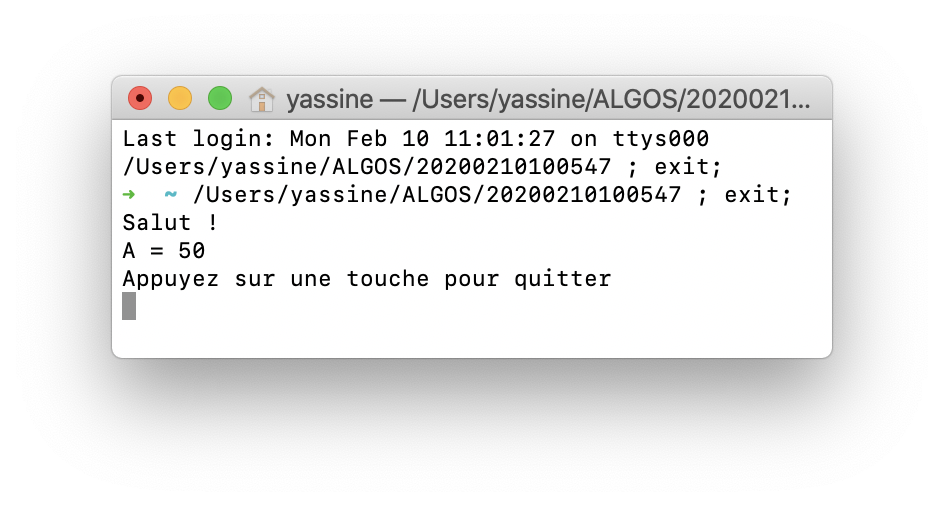 yassine — /Users/yassine/ALGOS/2020021...
Last login: Mon Feb 10 11:01:27 on ttys000
/Users/yassine/ALGOS/20200210100547 ; exit;
➜  ~ /Users/yassine/ALGOS/20200210100547 ; exit;
Salut !
A = 50
Appuyez sur une touche pour quitter